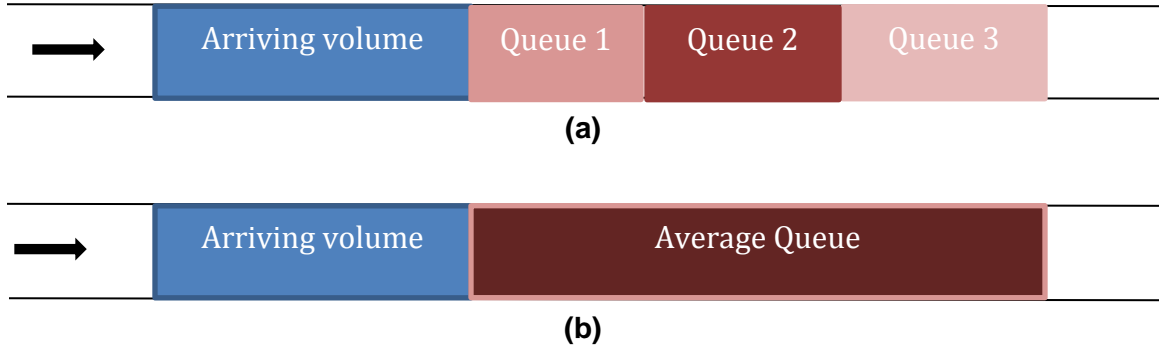 Arriving volume Queue 1 Queue 2 Queue 3
(a)
Arriving volume Average Queue
(b)